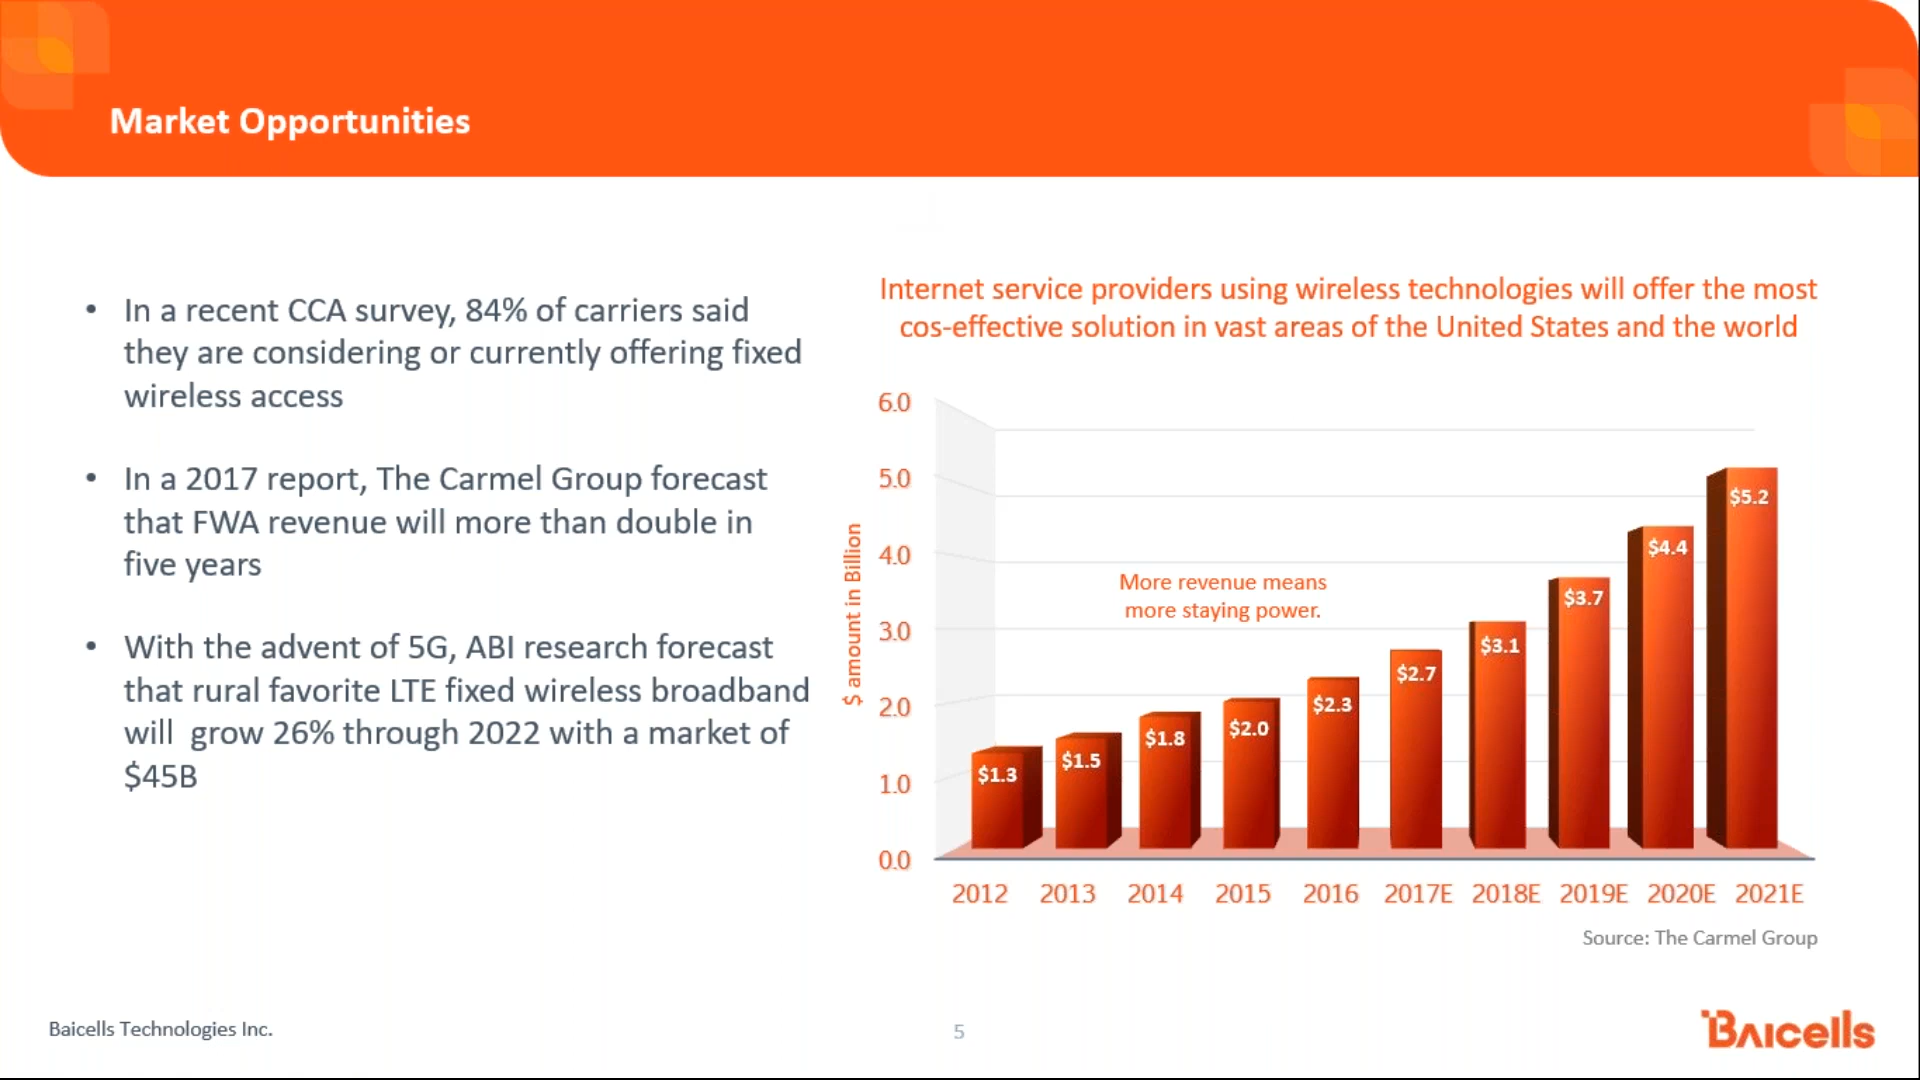 Market Opportunities
• In a recent CCA survey, 84% of carriers said
they are considering or currently offering fixed
wireless access
• In a 2017 report, The Carmel Group forecast
that FWA revenue will more than double in
five years
• With the advent of 5G, ABI research forecast
that rural favorite LTE fixed wireless broadband
will  grow 26% through 2022 with a market of
$45B
Internet service providers using wireless technologies will offer the most
cos-effective solution in vast areas of the United States and the world
$ amount in Billion
6.0
5.0
4.0
3.0
2.0
1.0
0.0
More revenue means
more staying power.
$1.3
$1.5
$1.8
$2.0
$2.3
$2.7
$3.1
$3.7
$4.4
$5.2
2012 2013 2014 2015 2016 2017E 2018E 2019E 2020E 2021E
Source: The Carmel Group
Baicells Technologies Inc.
5
Baicells